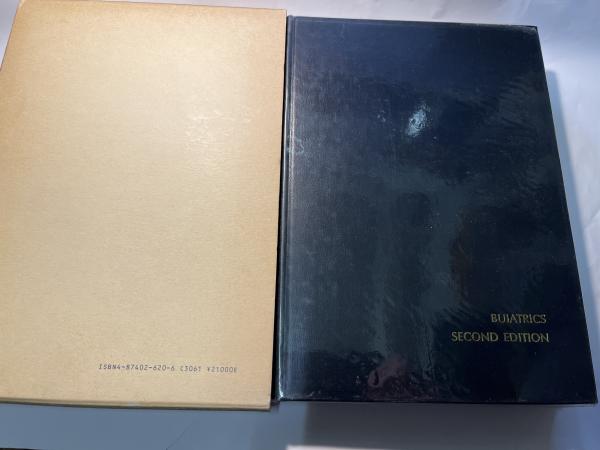 ISBN4-87402-620-6 C3061 ¥21000E
BUIATRICS
SECOND EDITION